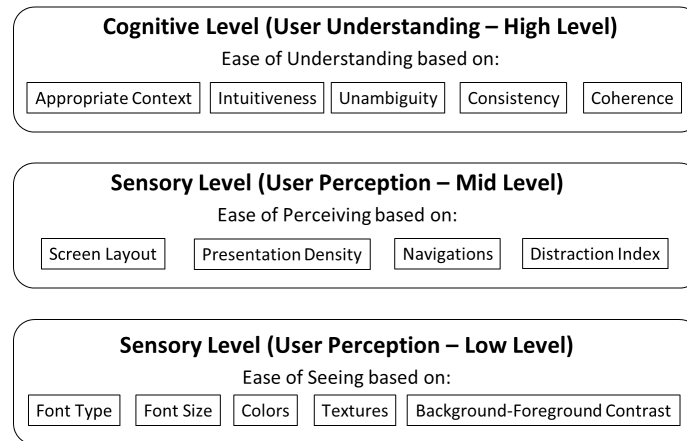 Cognitive Level (User Understanding – High Level)
Ease of Understanding based on:
Appropriate Context Intuitiveness Unambiguity Consistency Coherence
Sensory Level (User Perception – Mid Level)
Ease of Perceiving based on:
Screen Layout Presentation Density Navigations Distraction Index
Sensory Level (User Perception – Low Level)
Ease of Seeing based on:
Font Type Font Size Colors Textures Background-Foreground Contrast